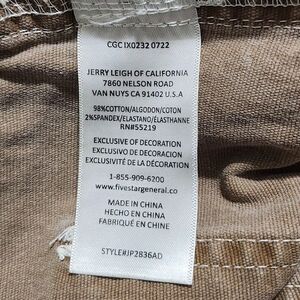 CGC IX0232 0722
JERRY LEIGH OF CALIFORNIA
7860 NELSON ROAD
VAN NUYS CA 91402 U.S.A
98%COTTON/ALGODON/COTON
2%SPANDEX/ELASTANO/ÉLASTHANNE
RN#55219
EXCLUSIVE OF DECORATION
EXCLUSIVO DE DECORACION
EXCLUSIVITÉ DE LA DÉCORATION
1-855-909-6200
www.fivestargeneral.co
MADE IN CHINA
HECHO EN CHINA
FABRIQUÉ EN CHINE
STYLE#JP2836AD